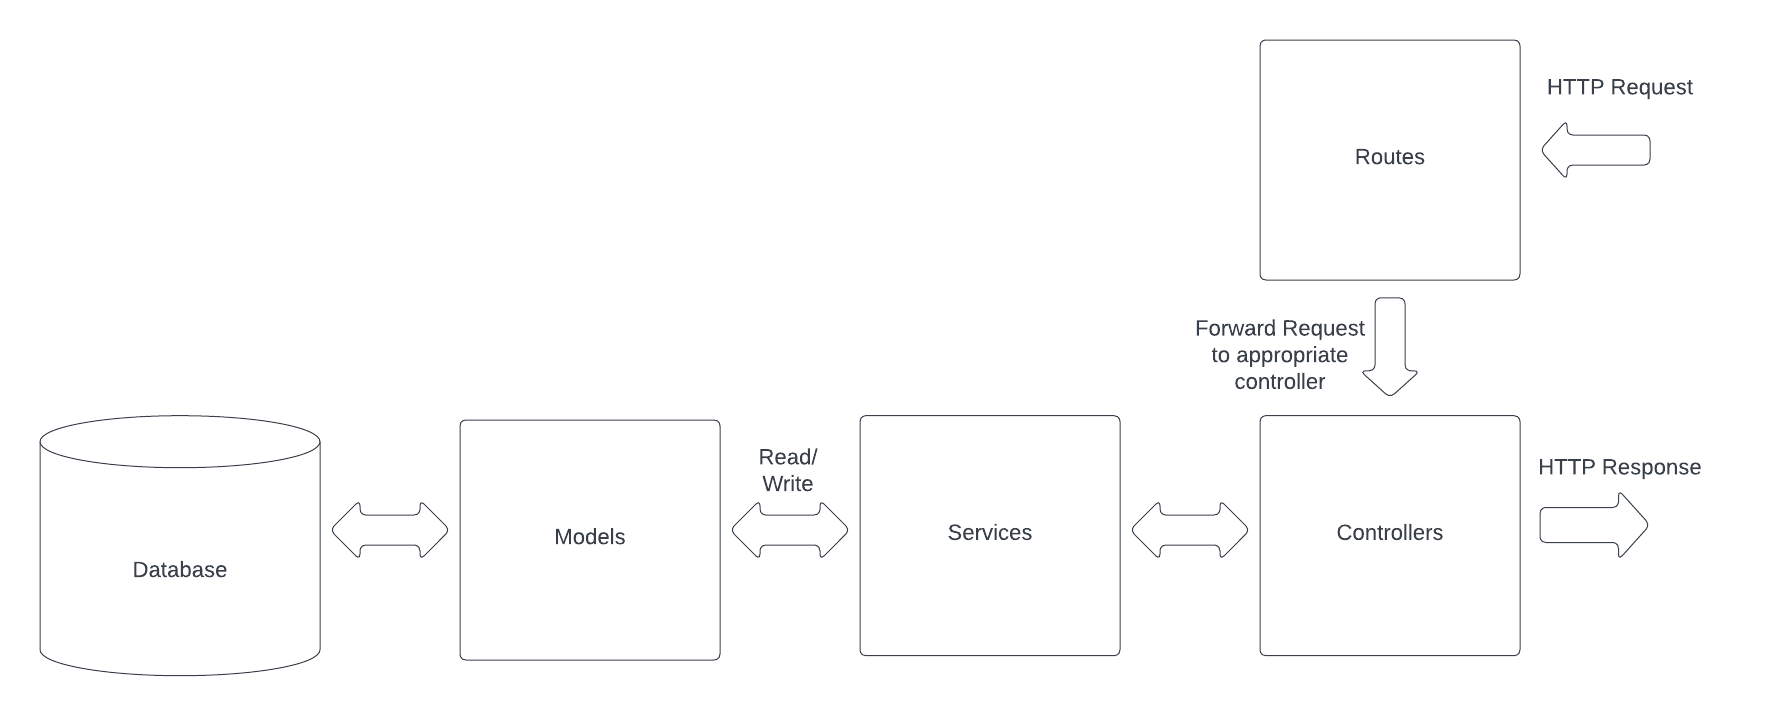 HTTP Request
Routes
Forward Request
to appropriate
controller
Read/
Write
HTTP Response
Database
Models
Services
Controllers